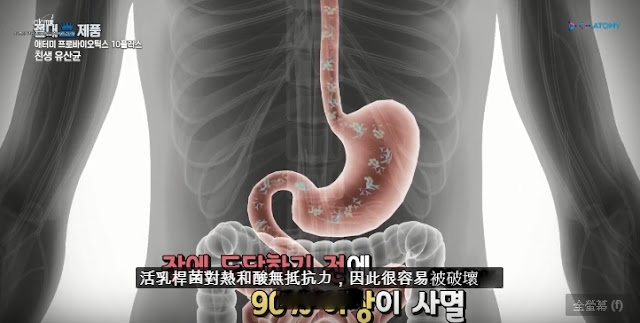 절대 제품
ATOMY
애터미 프로바이오틱스 10플러스
친생 유산균
장에 도달하기 전에
活乳桿菌對熱和酸無抵抗力，因此很容易被破壞
90% 이상이 사멸
全螢幕 (f)